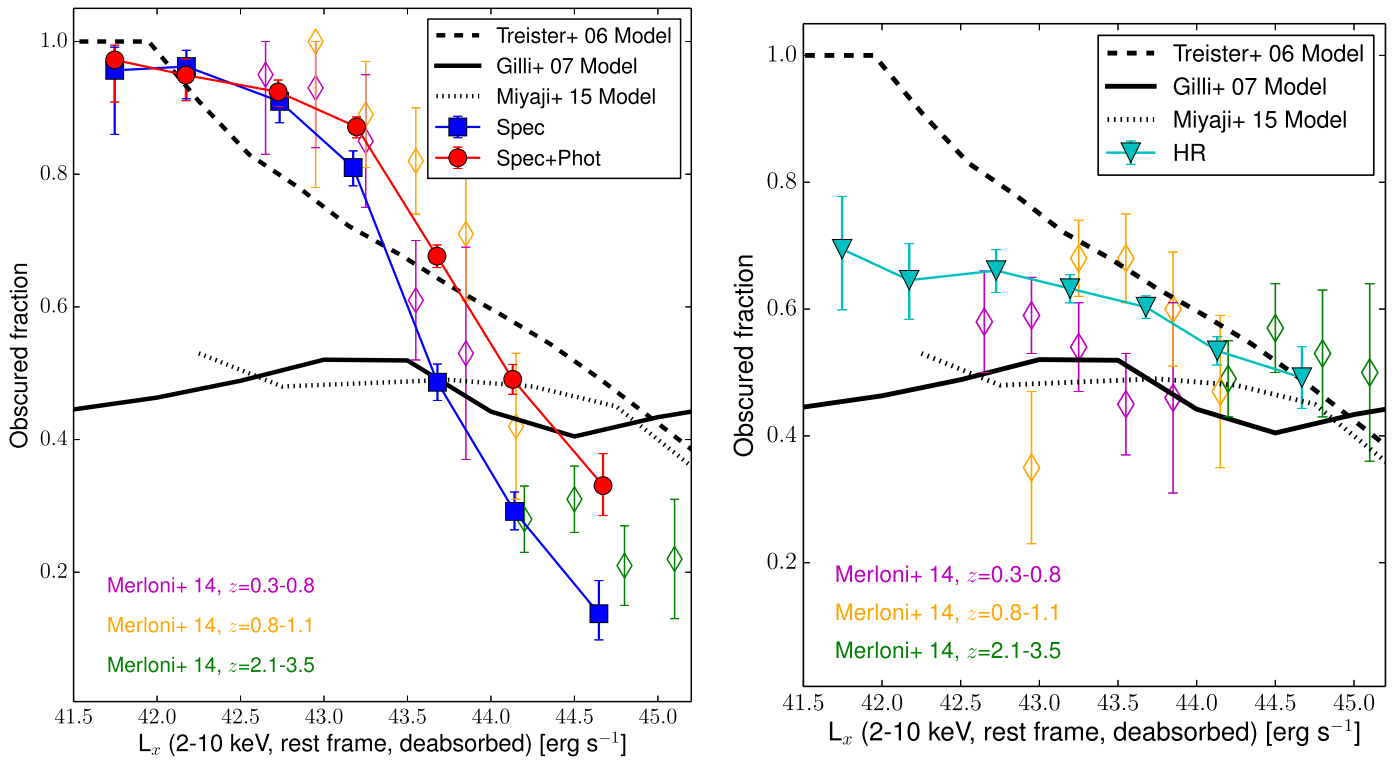 Treister+ 06 Model
Gilli+ 07 Model
Miyaji+ 15 Model
Spec
Spec+Phot
1.0
0.8
0.6
0.4
0.2
Obscured fraction
Merloni+ 14, z=0.3-0.8
Merloni+ 14, z=0.8-1.1
Merloni+ 14, z=2.1-3.5
41.5 42.0 42.5 43.0 43.5 44.0 44.5 45.0
Lx (2-10 keV, rest frame, deabsorbed) [erg s−1]
Treister+ 06 Model
Gilli+ 07 Model
Miyaji+ 15 Model
HR
1.0
0.8
0.6
0.4
0.2
Obscured fraction
Merloni+ 14, z=0.3-0.8
Merloni+ 14, z=0.8-1.1
Merloni+ 14, z=2.1-3.5
41.5 42.0 42.5 43.0 43.5 44.0 44.5 45.0
Lx (2-10 keV, rest frame, deabsorbed) [erg s−1]